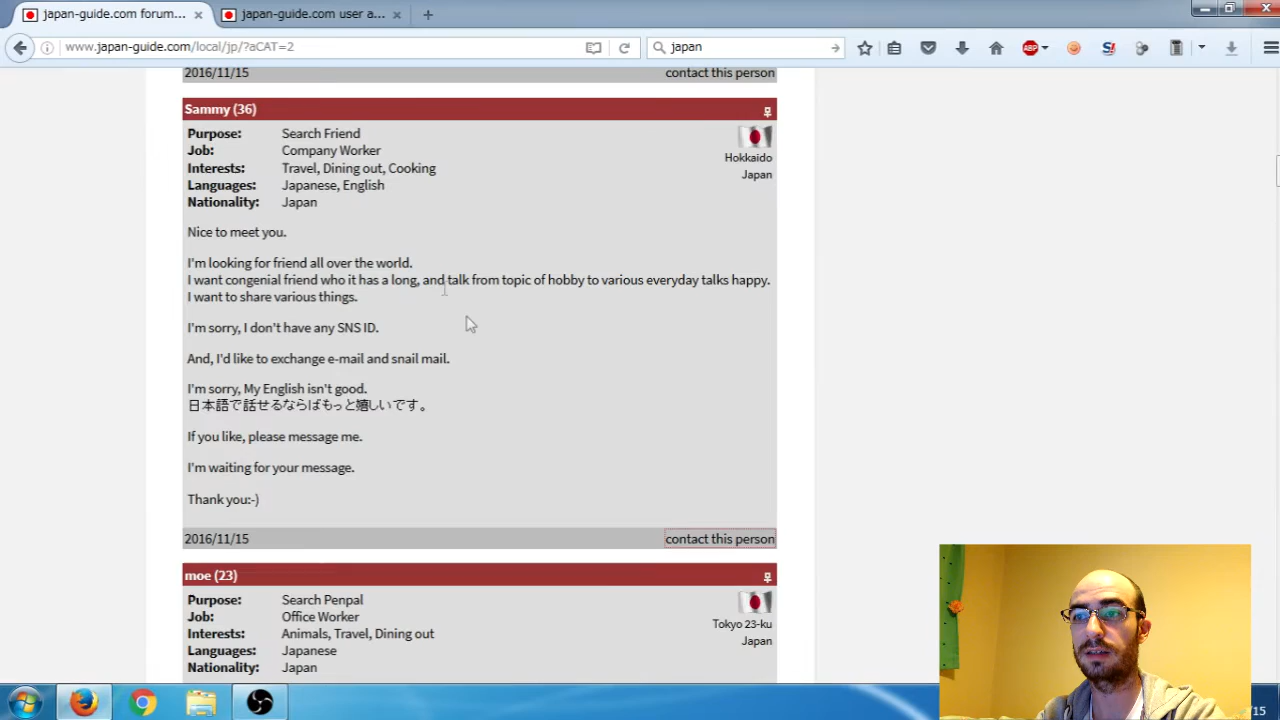 japan-guide.com forum...
japan-guide.com user a...
www.japan-guide.com/local/jp/?aCAT=2
japan
ABP
2016/11/15
contact this person
Sammy (36)
Purpose: Search Friend
Job: Company Worker
Interests: Travel, Dining out, Cooking
Languages: Japanese, English
Nationality: Japan
Hokkaido
Japan
Nice to meet you.
I'm looking for friend all over the world.
I want congenial friend who it has a long, and talk from topic of hobby to various everyday talks happy.
I want to share various things.
I'm sorry, I don't have any SNS ID.
And, I'd like to exchange e-mail and snail mail.
I'm sorry, My English isn't good.
日本語で話せるならばもっと嬉しいです。
If you like, please message me.
I'm waiting for your message.
Thank you:-)
2016/11/15
contact this person
moe (23)
Purpose: Search Penpal
Job: Office Worker
Interests: Animals, Travel, Dining out
Languages: Japanese
Nationality: Japan
Tokyo 23-ku
Japan
/15